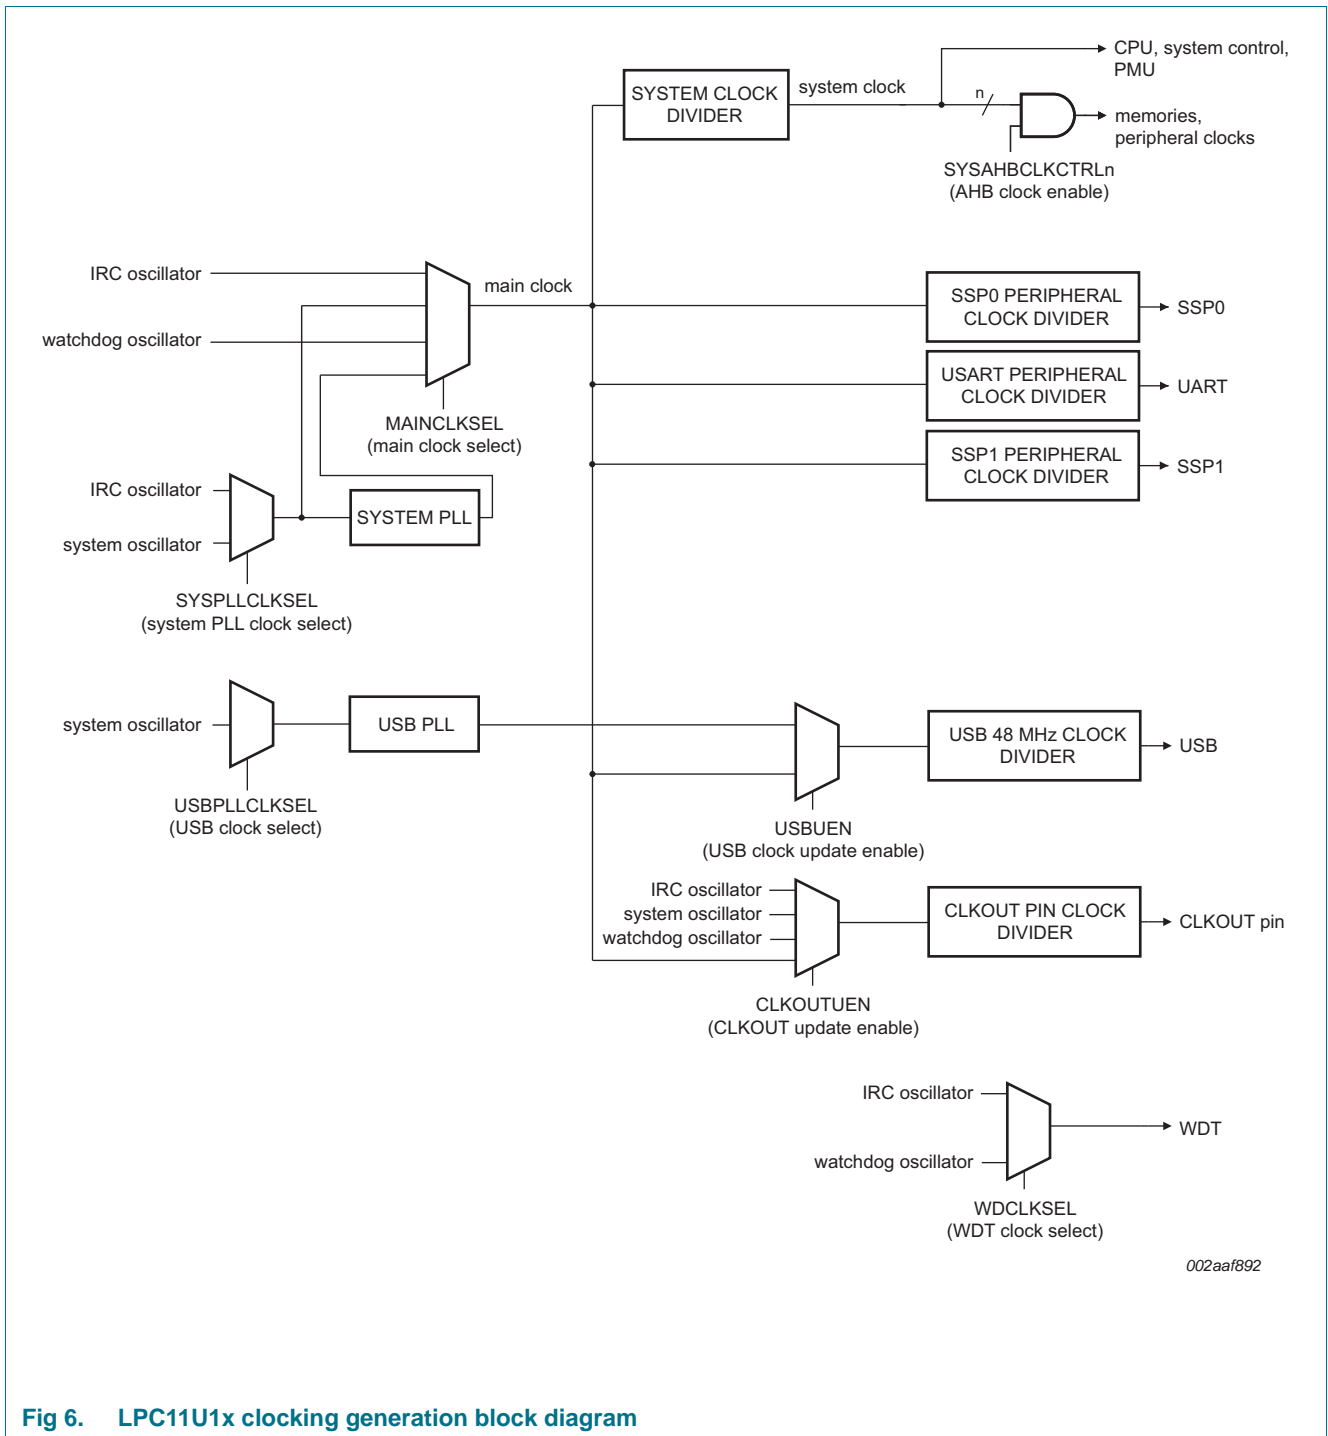 CPU, system control,
PMU
SYSTEM CLOCK
DIVIDER
system clock
n
memories,
peripheral clocks
SYSAHBCLKCTRLn
(AHB clock enable)
IRC oscillator
main clock
watchdog oscillator
SSP0 PERIPHERAL
CLOCK DIVIDER
SSP0
USART PERIPHERAL
CLOCK DIVIDER
UART
MAINCLKSEL
(main clock select)
SSP1 PERIPHERAL
CLOCK DIVIDER
SSP1
IRC oscillator
system oscillator
SYSTEM PLL
SYSPLLCLKSEL
(system PLL clock select)
system oscillator
USB PLL
USBPLLCLKSEL
(USB clock select)
USB 48 MHz CLOCK
DIVIDER
USB
USBUEN
(USB clock update enable)
IRC oscillator
system oscillator
watchdog oscillator
CLKOUT PIN CLOCK
DIVIDER
CLKOUT pin
CLKOUTUEN
(CLKOUT update enable)
IRC oscillator
watchdog oscillator
WDT
WDCLKSEL
(WDT clock select)
002aaf892
Fig 6. LPC11U1x clocking generation block diagram